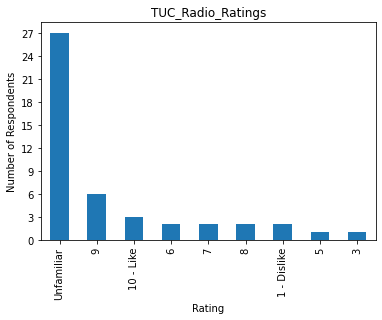 TUC_Radio_Ratings
Number of Respondents
27
24
21
18
15
12
9
6
3
0
Unfamiliar
9
10 - Like
6
7
8
1 - Dislike
5
3
Rating